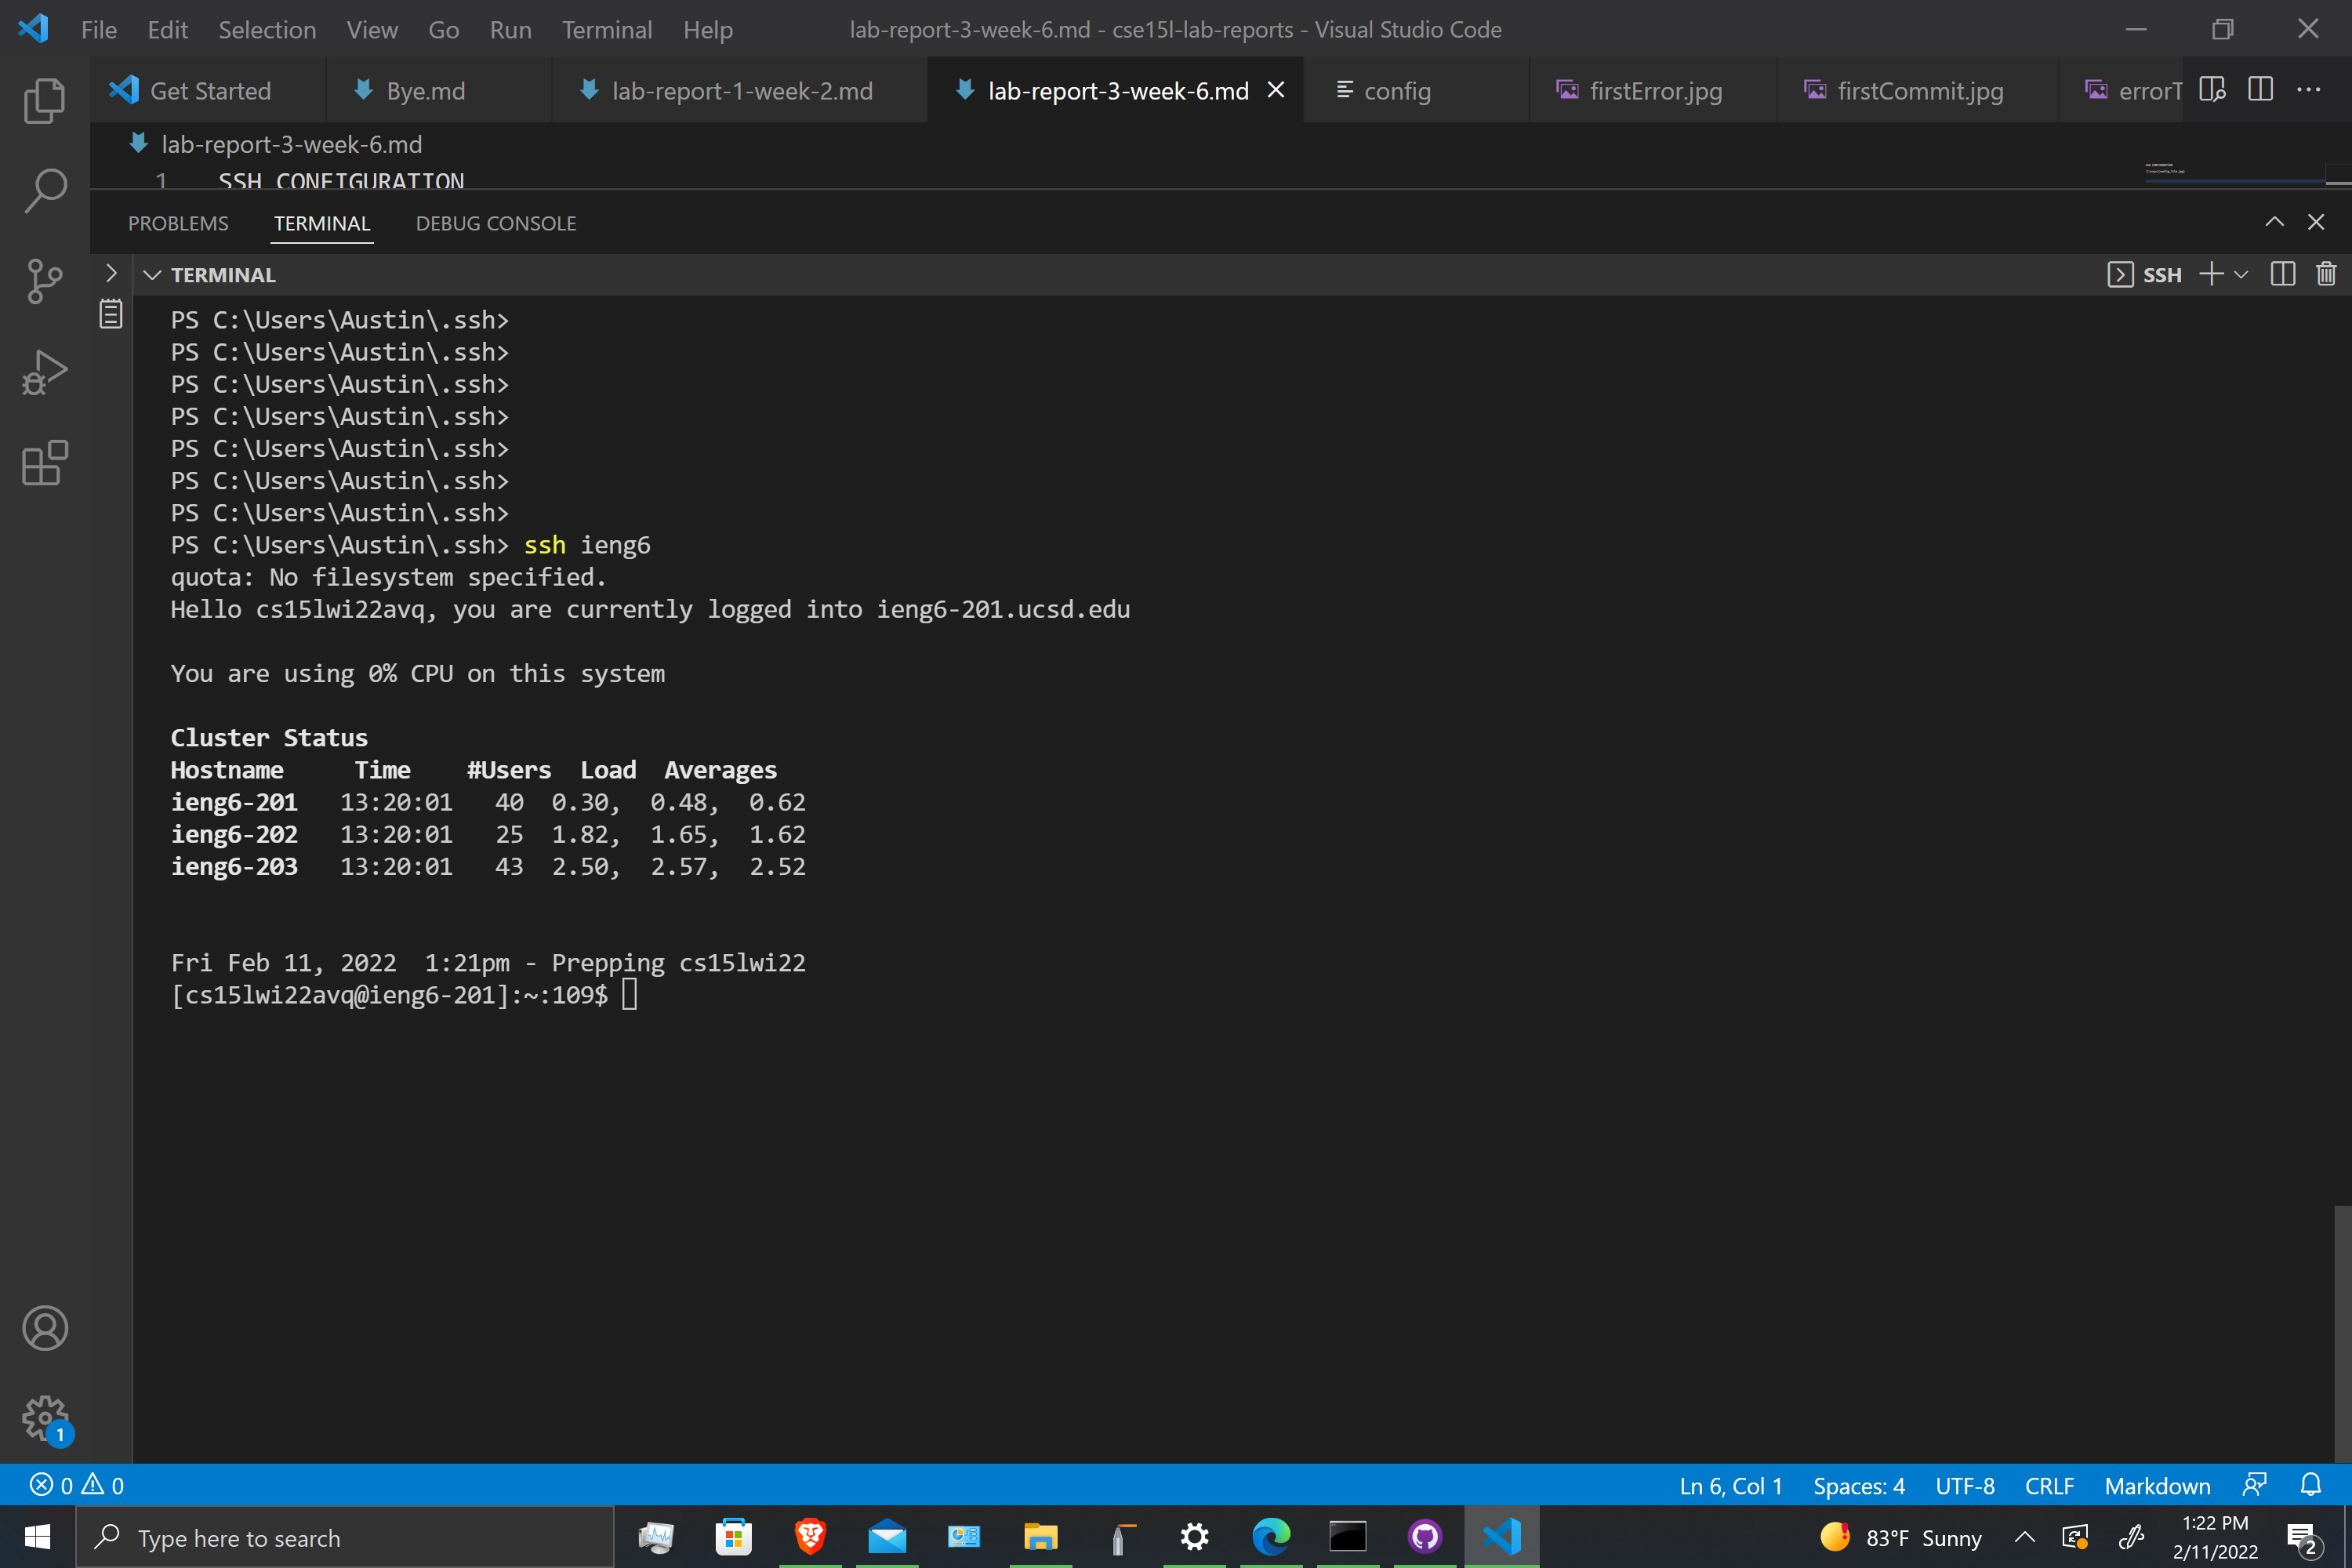 File Edit Selection View Go Run Terminal Help lab-report-3-week-6.md - cse15l-lab-reports - Visual Studio Code
Get Started Bye.md lab-report-1-week-2.md lab-report-3-week-6.md config firstError.jpg firstCommit.jpg errorT
lab-report-3-week-6.md
1 SSH CONFIGURATION
PROBLEMS TERMINAL DEBUG CONSOLE
TERMINAL SSH
PS C:\Users\Austin\.ssh>
PS C:\Users\Austin\.ssh>
PS C:\Users\Austin\.ssh>
PS C:\Users\Austin\.ssh>
PS C:\Users\Austin\.ssh>
PS C:\Users\Austin\.ssh>
PS C:\Users\Austin\.ssh>
PS C:\Users\Austin\.ssh> ssh ieng6
quota: No filesystem specified.
Hello cs15lwi22avq, you are currently logged into ieng6-201.ucsd.edu
You are using 0% CPU on this system
Cluster Status
Hostname Time #Users Load Averages
ieng6-201 13:20:01 40 0.30, 0.48, 0.62
ieng6-202 13:20:01 25 1.82, 1.65, 1.62
ieng6-203 13:20:01 43 2.50, 2.57, 2.52
Fri Feb 11, 2022 1:21pm - Prepping cs15lwi22
[cs15lwi22avq@ieng6-201]:~:109$
1
0 0 Ln 6, Col 1 Spaces: 4 UTF-8 CRLF Markdown
Type here to search 83°F Sunny 1:22 PM
2/11/2022 2